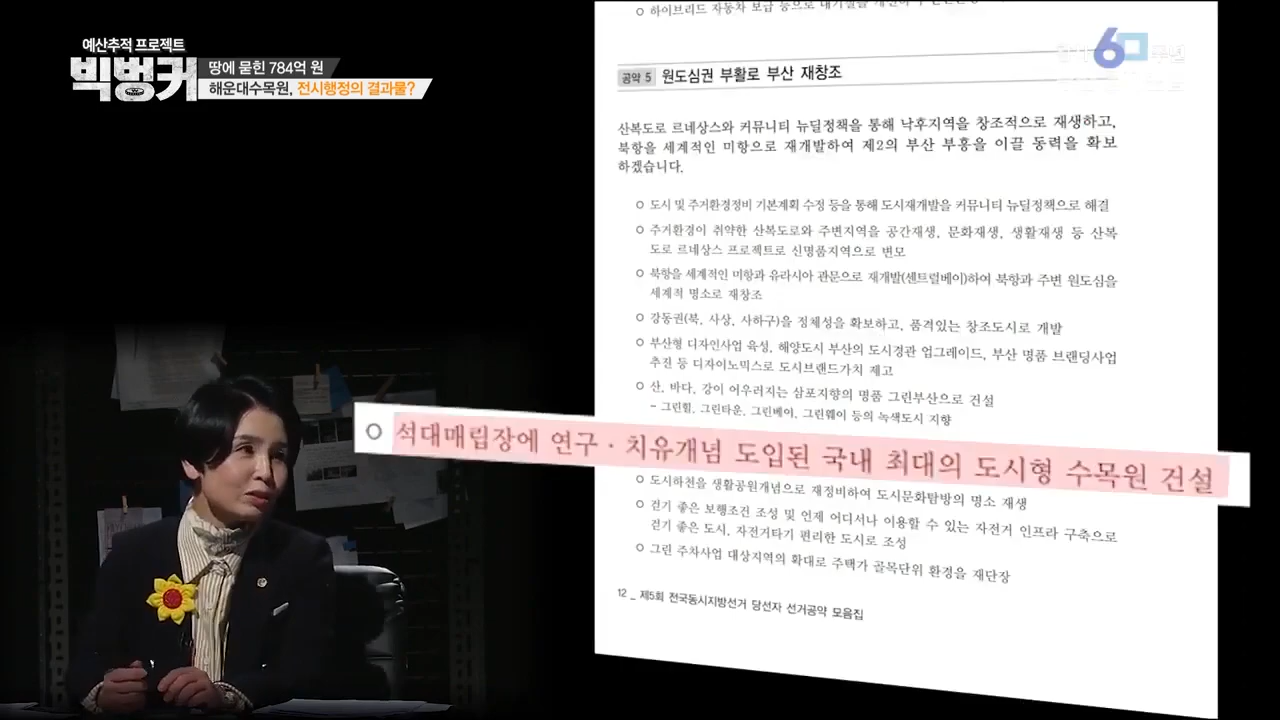 예산추적 프로젝트
빅벙커
땅에 묻힌 784억 원
해운대수목원, 전시행정의 결과물?
60주년
하이브리드 자동차 보급 등으로 대기질을
공약 5 원도심권 부활로 부산 재창조
산복도로 르네상스와 커뮤니티 뉴딜정책을 통해 낙후지역을 창조적으로 재생하고,
북항을 세계적인 미항으로 재개발하여 제2의 부산 부흥을 이끌 동력을 확보
하겠습니다.
○ 도시 및 주거환경정비 기본계획 수정 등을 통해 도시재개발을 커뮤니티 뉴딜정책으로 해결
○ 주거환경이 취약한 산복도로와 주변지역을 공간재생, 문화재생, 생활재생 등 산복
도로 르네상스 프로젝트로 신명품지역으로 변모
○ 북항을 세계적인 미항과 유라시아 관문으로 재개발(센트럴베이)하여 북항과 주변 원도심을
세계적 명소로 재창조
○ 강동권(북, 사상, 사하구)을 정체성을 확보하고, 품격있는 창조도시로 개발
○ 부산형 디자인사업 육성, 해양도시 부산의 도시경관 업그레이드, 부산 명품 브랜딩사업
추진 등 디자이노믹스로 도시브랜드가치 제고
○ 산, 바다, 강이 어우러지는 삼포지향의 명품 그린부산으로 건설
- 그린힐, 그린타운, 그린베이, 그린웨이 등의 녹색도시 지향
○ 석대매립장에 연구·치유개념 도입된 국내 최대의 도시형 수목원 건설
○ 도시하천을 생활공원개념으로 재정비하여 도시문화탐방의 명소 재생
○ 걷기 좋은 보행조건 조성 및 언제 어디서나 이용할 수 있는 자전거 인프라 구축으로
걷기 좋은 도시, 자전거타기 편리한 도시로 조성
○ 그린 주차사업 대상지역의 확대로 주택가 골목단위 환경을 재단장
12 _ 제5회 전국동시지방선거 당선자 선거공약 모음집